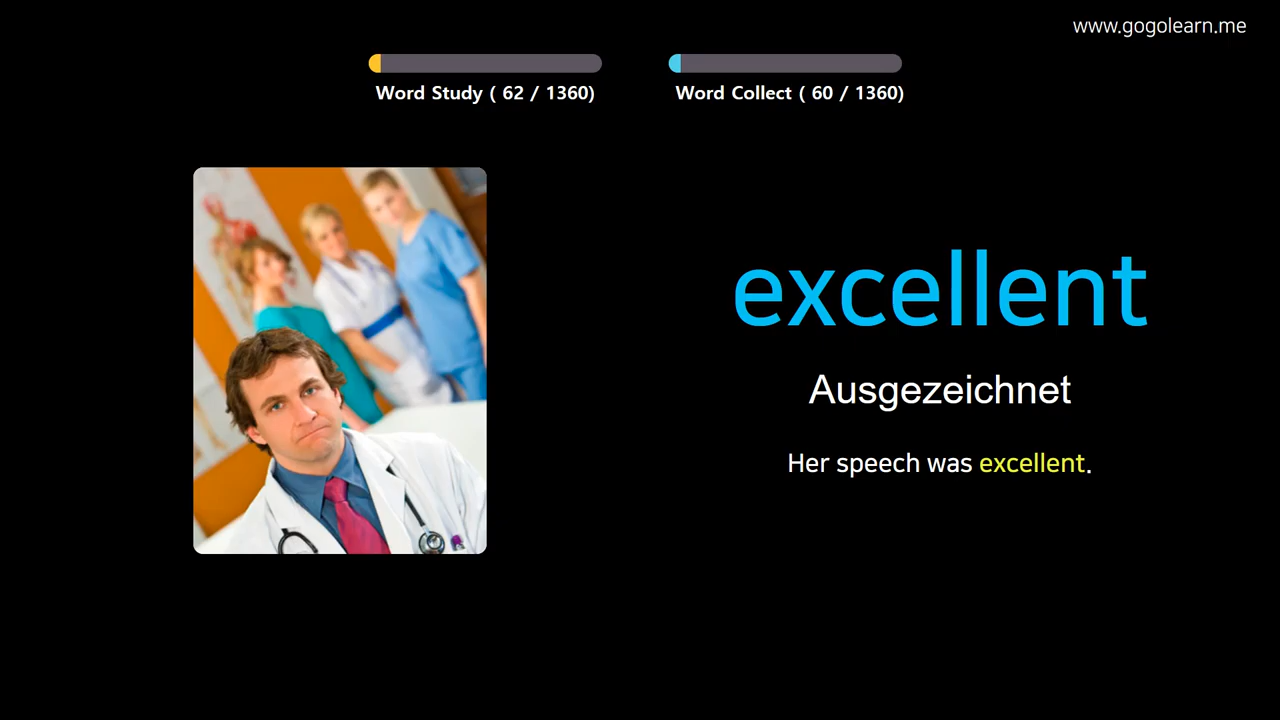 www.gogolearn.me
Word Study ( 62 / 1360)
Word Collect ( 60 / 1360)
excellent
Ausgezeichnet
Her speech was excellent.